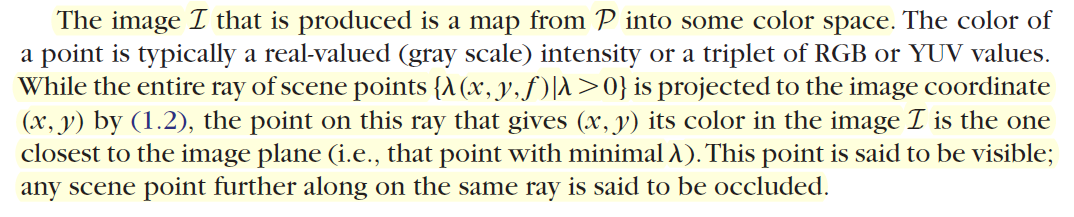 The image ℐ that is produced is a map from 𝒫 into some color space. The color of
a point is typically a real-valued (gray scale) intensity or a triplet of RGB or YUV values.
While the entire ray of scene points {λ(x, y, f)|λ > 0} is projected to the image coordinate
(x, y) by (1.2), the point on this ray that gives (x, y) its color in the image ℐ is the one
closest to the image plane (i.e., that point with minimal λ). This point is said to be visible;
any scene point further along on the same ray is said to be occluded.